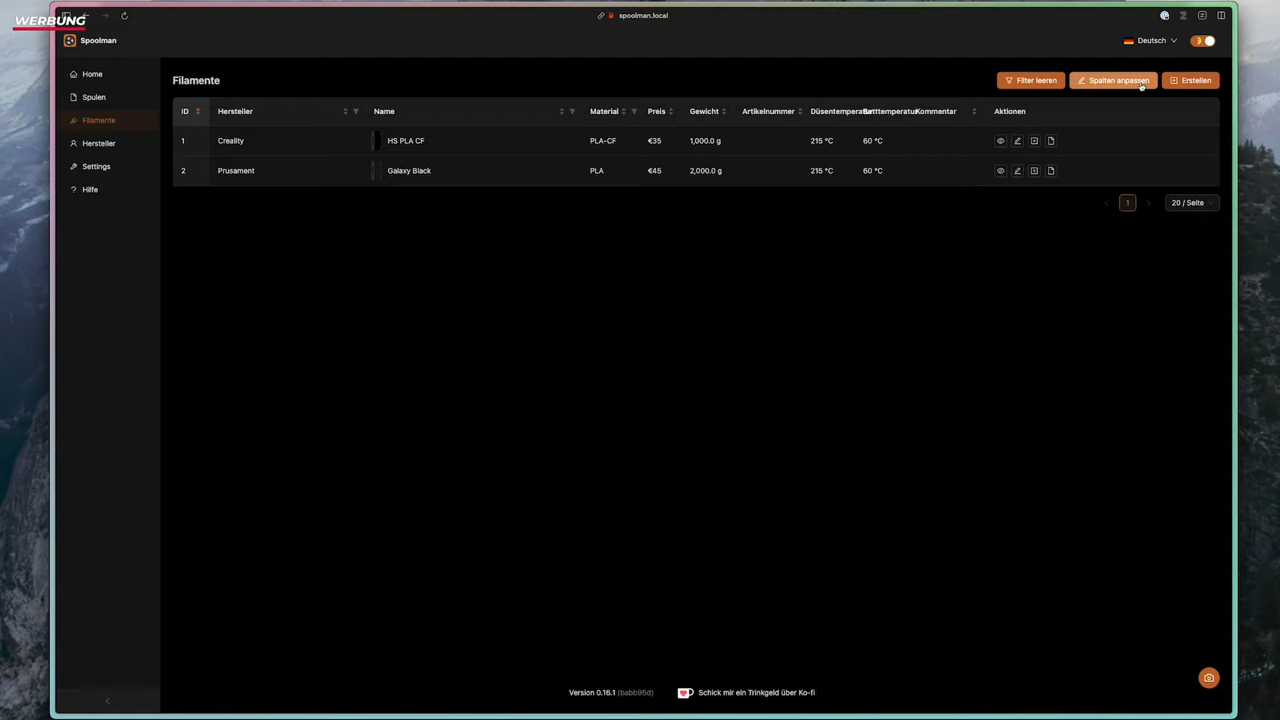 WERBUNG
spoolman.local
Spoolman
Deutsch
Home
Spulen
Filamente
Hersteller
Settings
Hilfe
Filamente
Filter leeren
Spalten anpassen
Erstellen
ID Hersteller Name Material Preis Gewicht Artikelnummer Düsentemperatur Betttemperatur Kommentar Aktionen
1 Creality HS PLA CF PLA-CF €35 1,000.0 g 215 °C 60 °C
2 Prusament Galaxy Black PLA €45 2,000.0 g 215 °C 60 °C
1
20 / Seite
Version 0.16.1 (babb96d)
Schick mir ein Trinkgeld über Ko-fi